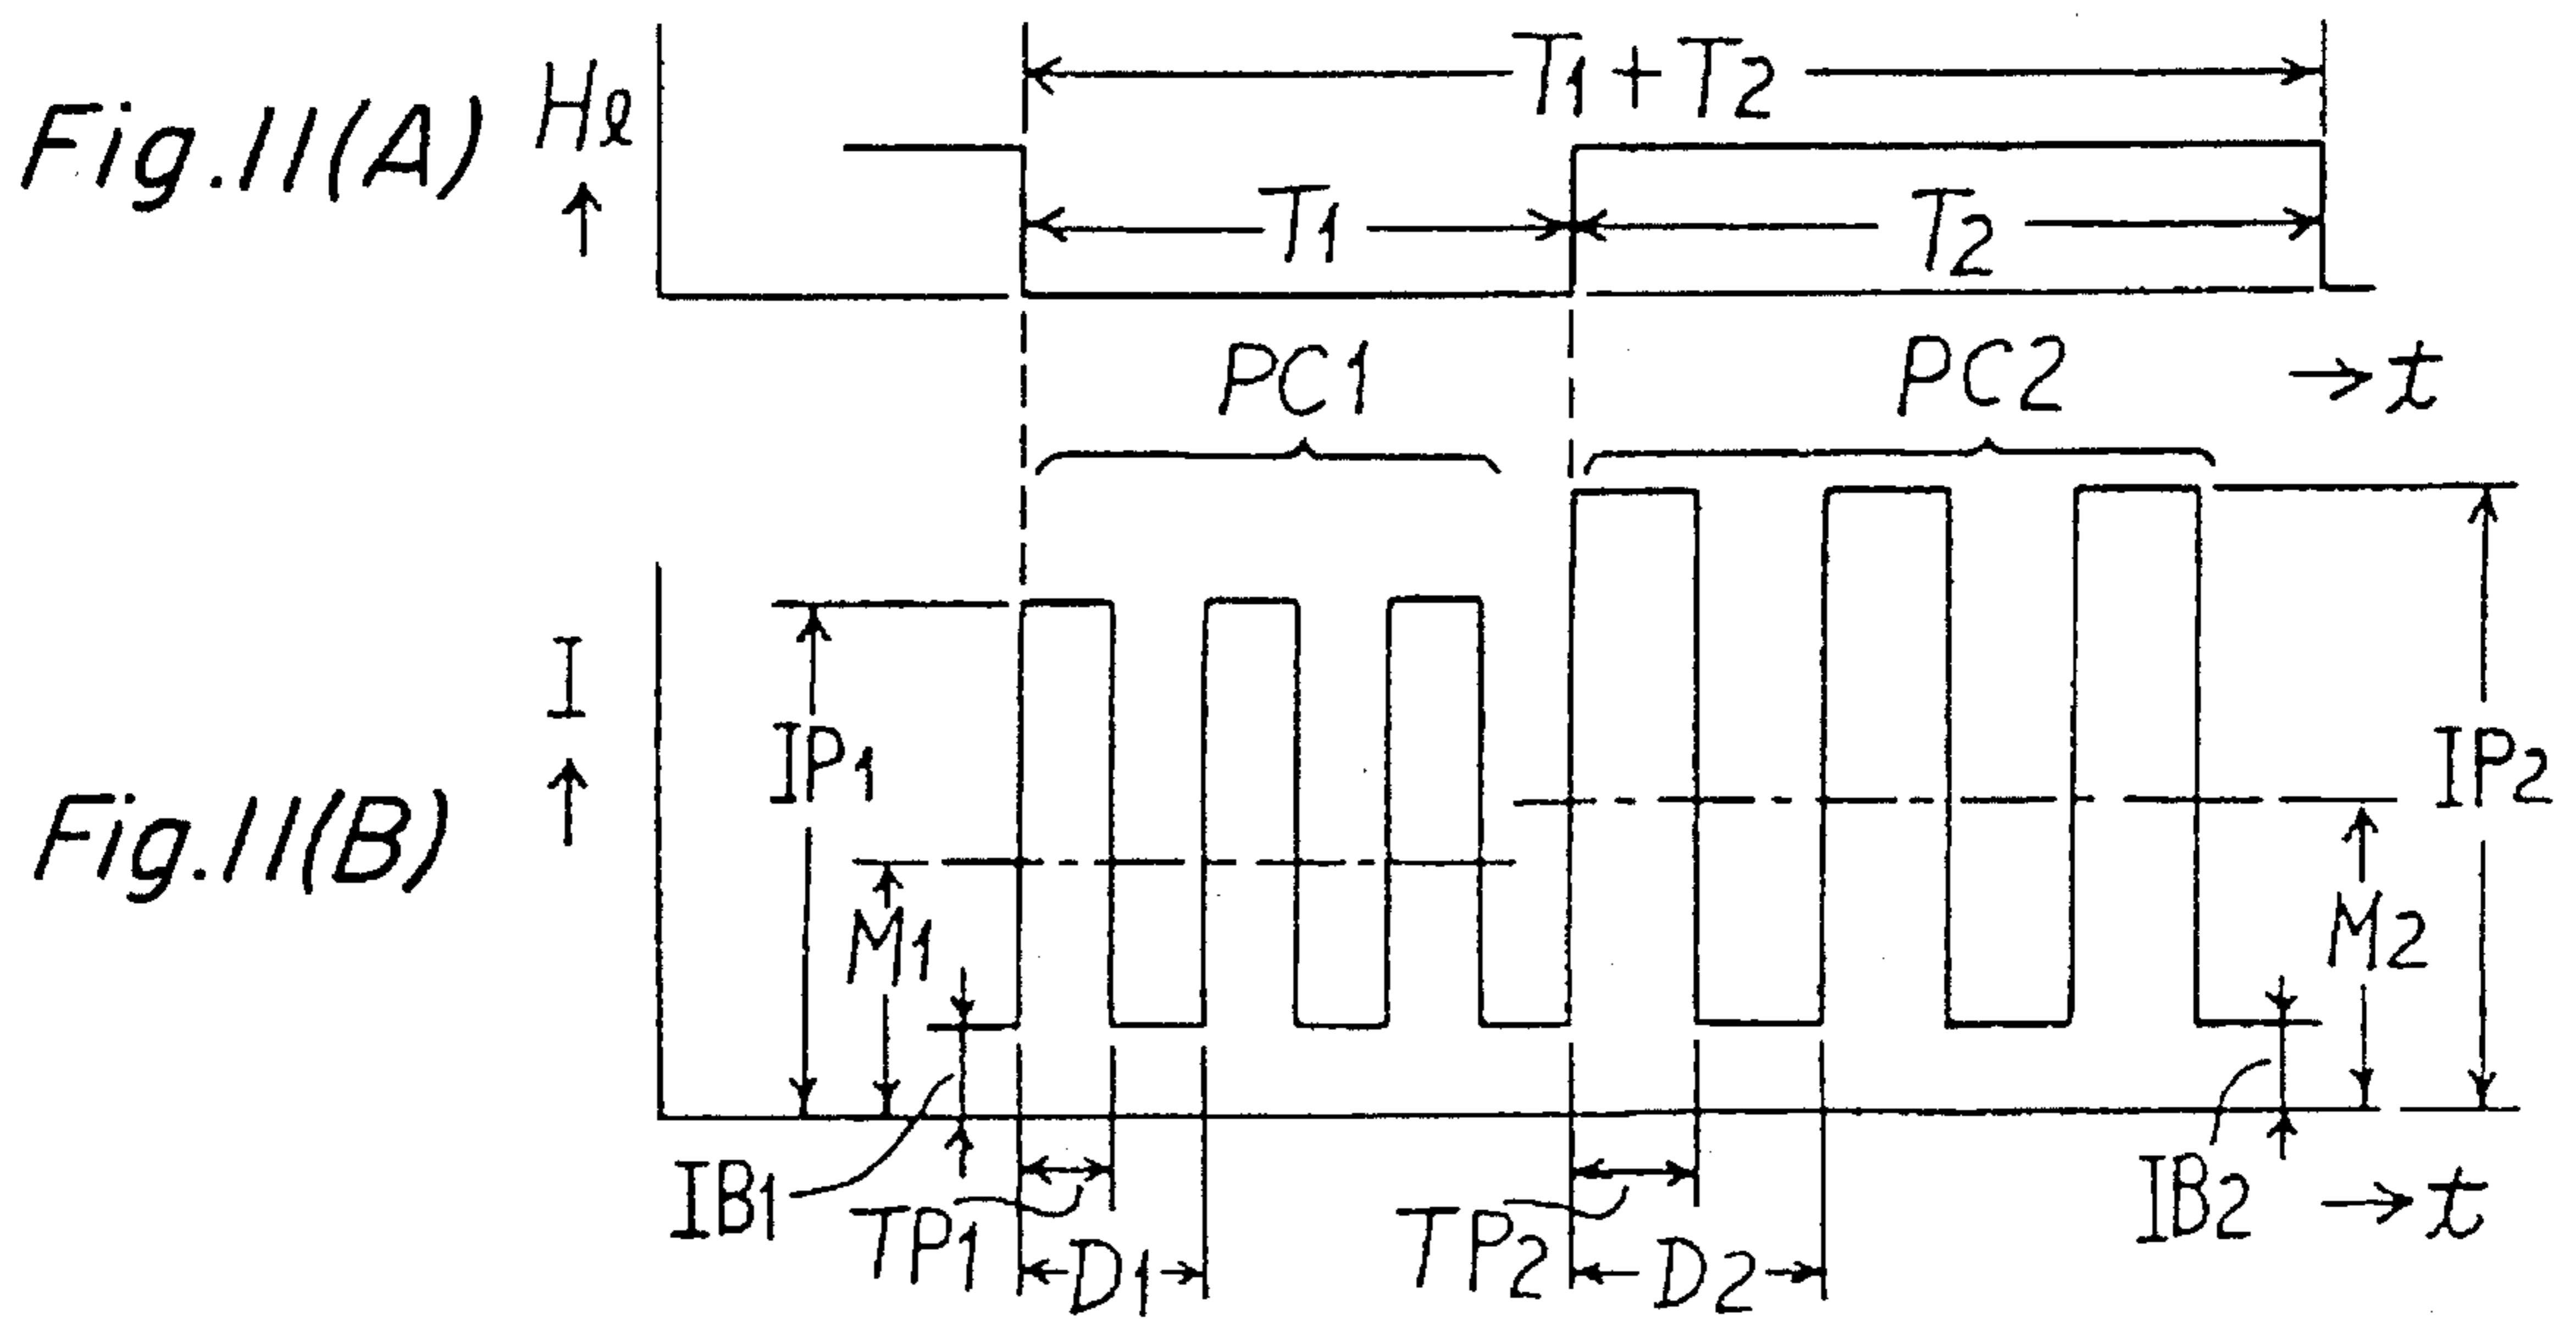 Fig.11(A)
Hℓ
↑
T1+T2
T1
T2
PC1
PC2
→t
Fig.11(B)
I
↑
IP1
M1
IB1
TP1
D1
TP2
D2
IP2
M2
IB2
→t